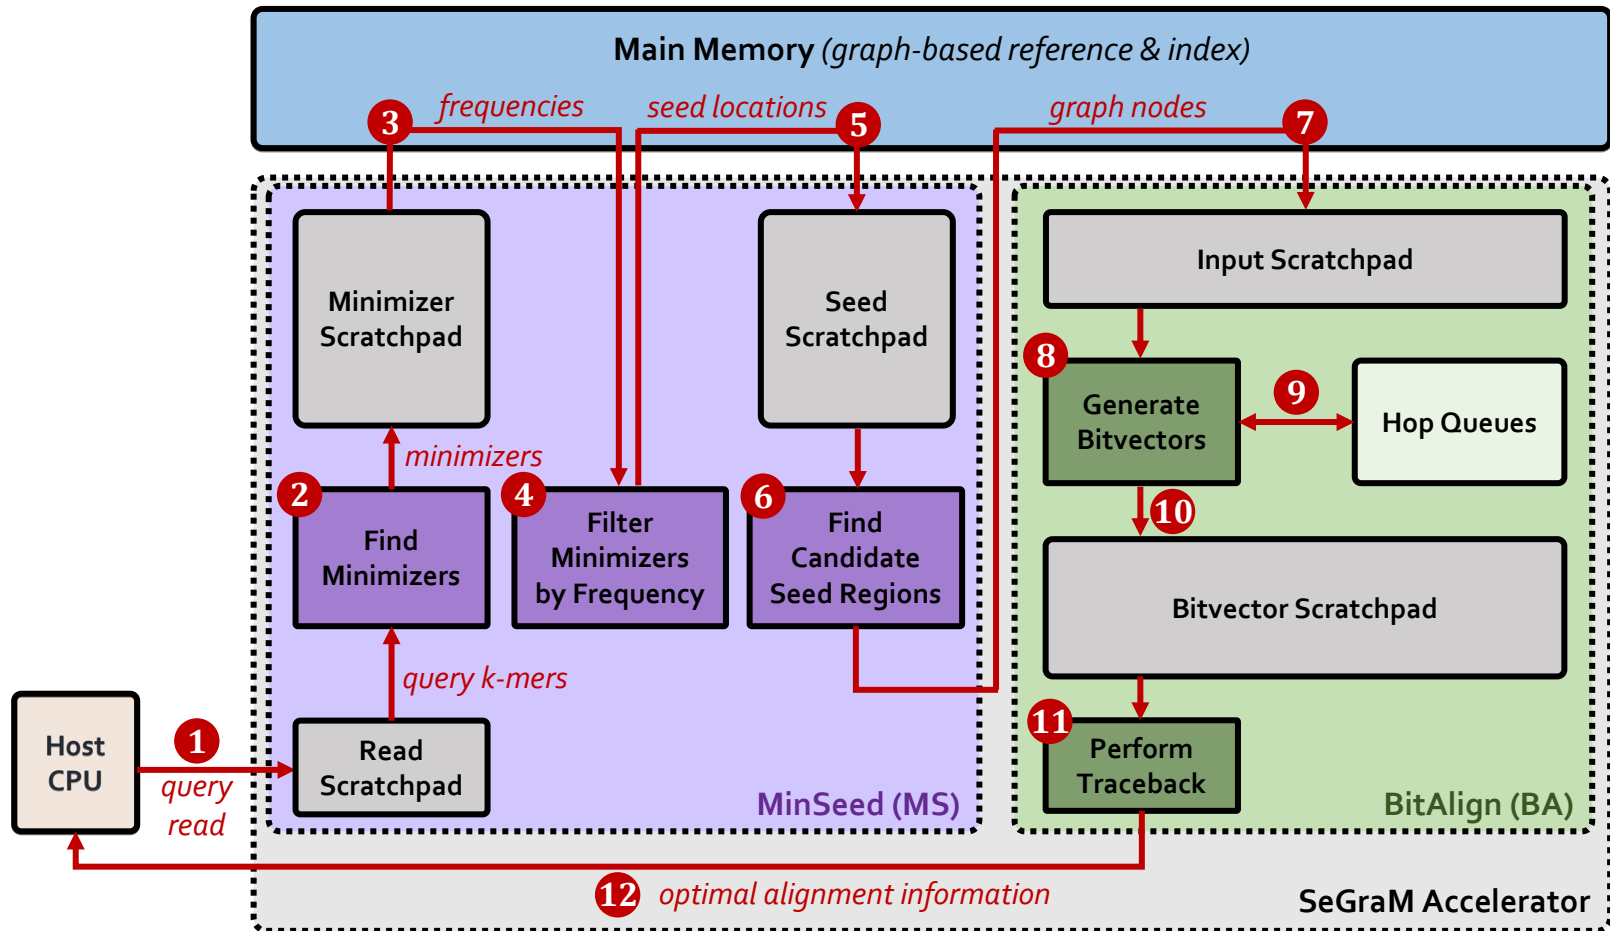 Main Memory (graph-based reference & index)
3
frequencies
seed locations
5
graph nodes
7
Minimizer
Scratchpad
Seed
Scratchpad
Input Scratchpad
8
Generate
Bitvectors
9
Hop Queues
minimizers
2
Find
Minimizers
4
Filter
Minimizers
by Frequency
6
Find
Candidate
Seed Regions
10
Bitvector Scratchpad
query k-mers
Host
CPU
1
query
read
Read
Scratchpad
MinSeed (MS)
11
Perform
Traceback
BitAlign (BA)
12
optimal alignment information
SeGraM Accelerator